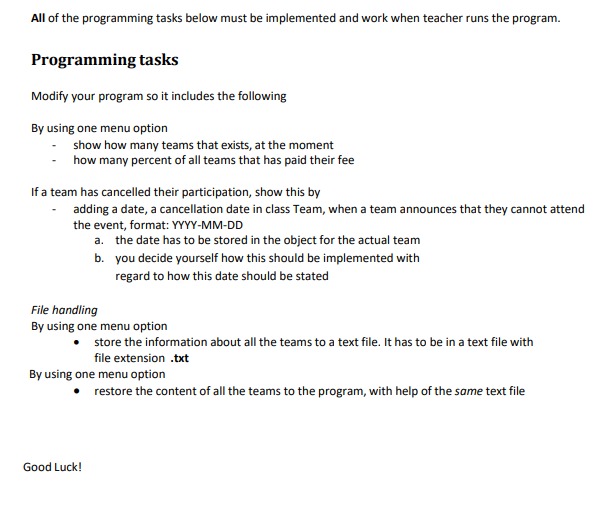 All of the programming tasks below must be implemented and work when teacher runs the program.
Programming tasks
Modify your program so it includes the following
By using one menu option
- show how many teams that exists, at the moment
- how many percent of all teams that has paid their fee
If a team has cancelled their participation, show this by
- adding a date, a cancellation date in class Team, when a team announces that they cannot attend
the event, format: YYYY-MM-DD
a. the date has to be stored in the object for the actual team
b. you decide yourself how this should be implemented with
regard to how this date should be stated
File handling
By using one menu option
• store the information about all the teams to a text file. It has to be in a text file with
file extension .txt
By using one menu option
• restore the content of all the teams to the program, with help of the same text file
Good Luck!